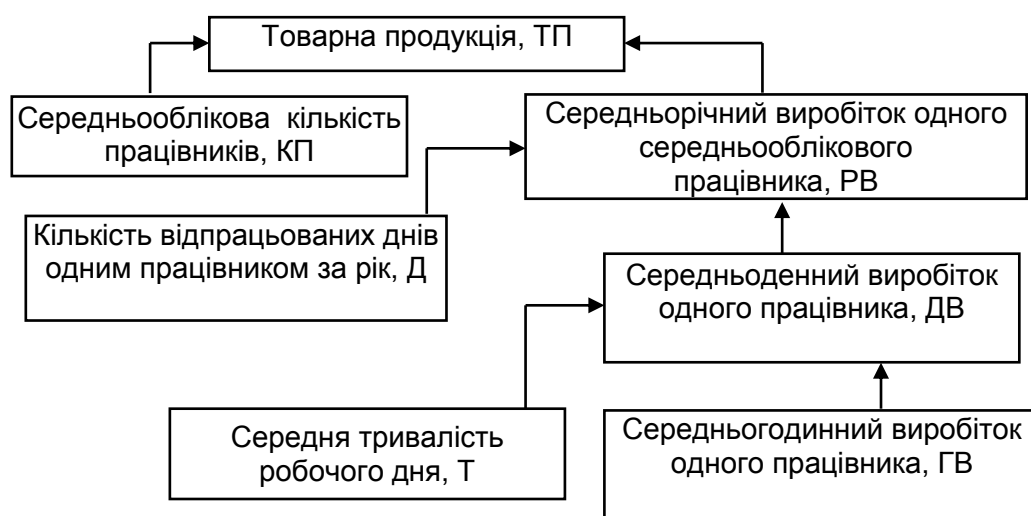 Товарна продукція, ТП
Середньооблікова кількість
працівників, КП
Середньорічний виробіток одного
середньооблікового
працівника, РВ
Кількість відпрацьованих днів
одним працівником за рік, Д
Середньоденний виробіток
одного працівника, ДВ
Середня тривалість
робочого дня, Т
Середньогодинний виробіток
одного працівника, ГВ